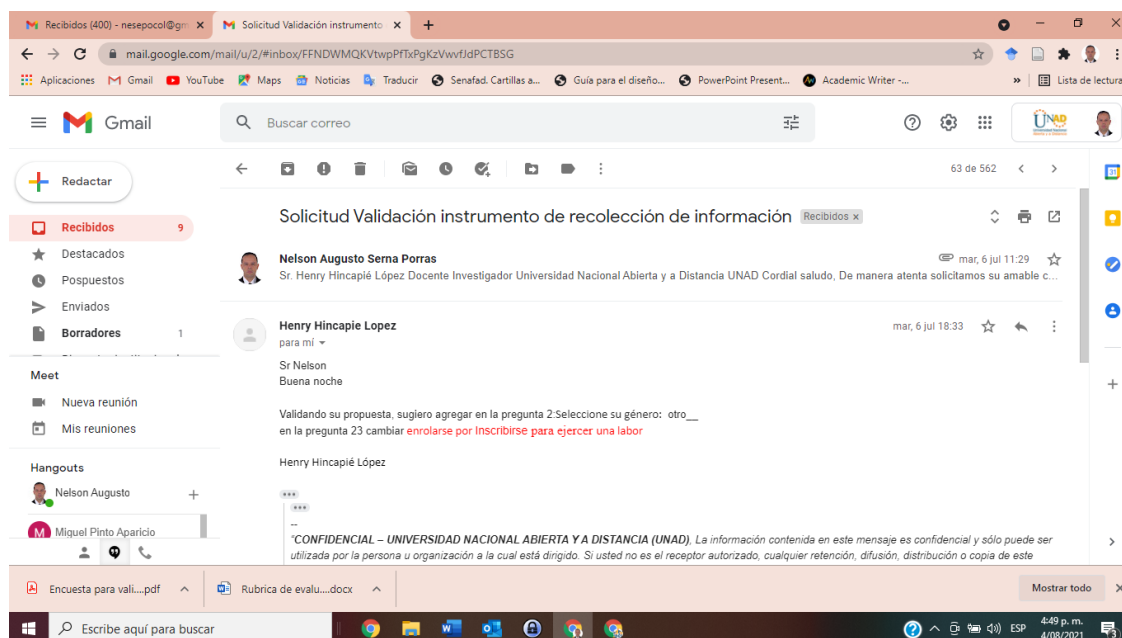 Recibidos (400) - nesepocol@gm
Solicitud Validación instrumento
mail.google.com/mail/u/2/#inbox/FFNDWMQKVtwpPfTxPgKzVwvfJdPCTBSG
Aplicaciones Gmail YouTube Maps Noticias Traducir Senafad. Cartillas a... Guía para el diseño... PowerPoint Present... Academic Writer -... » Lista de lectura
Gmail
Buscar correo
UNAD
Redactar
63 de 562
Recibidos 9
Destacados
Pospuestos
Enviados
Borradores 1
Meet
Nueva reunión
Mis reuniones
Hangouts
Nelson Augusto
Miguel Pinto Aparicio
Solicitud Validación instrumento de recolección de información Recibidos x
Nelson Augusto Serna Porras mar, 6 jul 11:29
Sr. Henry Hincapié López Docente Investigador Universidad Nacional Abierta y a Distancia UNAD Cordial saludo, De manera atenta solicitamos su amable c...
Henry Hincapie Lopez mar, 6 jul 18:33
para mí
Sr Nelson
Buena noche
Validando su propuesta, sugiero agregar en la pregunta 2:Seleccione su género: otro__
en la pregunta 23 cambiar enrolarse por Inscribirse para ejercer una labor
Henry Hincapié López
--
"CONFIDENCIAL – UNIVERSIDAD NACIONAL ABIERTA Y A DISTANCIA (UNAD), La información contenida en este mensaje es confidencial y sólo puede ser
utilizada por la persona u organización a la cual está dirigido. Si usted no es el receptor autorizado, cualquier retención, difusión, distribución o copia de este
Encuesta para vali....pdf
Rubrica de evalu....docx
Mostrar todo
Escribe aquí para buscar
ESP
4:49 p. m.
4/08/2021